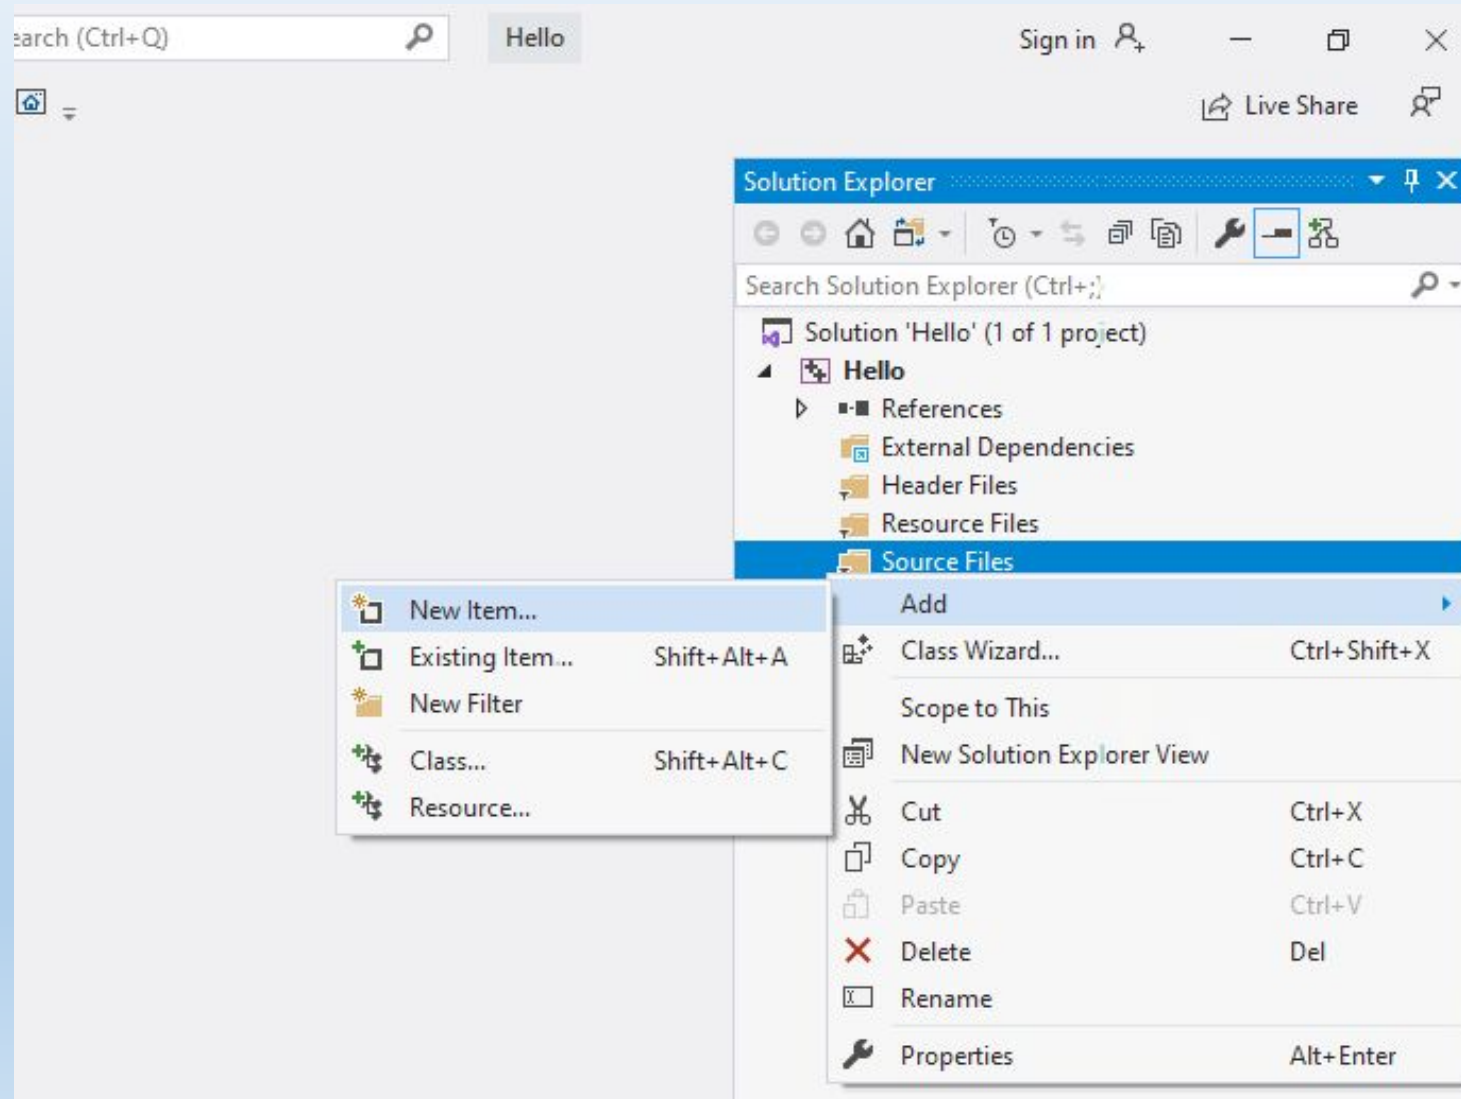 earch (Ctrl+Q)
Hello
Sign in
Live Share
Solution Explorer
Search Solution Explorer (Ctrl+;)
Solution 'Hello' (1 of 1 project)
Hello
References
External Dependencies
Header Files
Resource Files
Source Files
New Item...
Existing Item... Shift+Alt+A
New Filter
Class... Shift+Alt+C
Resource...
Add
Class Wizard... Ctrl+Shift+X
Scope to This
New Solution Explorer View
Cut Ctrl+X
Copy Ctrl+C
Paste Ctrl+V
Delete Del
Rename
Properties Alt+Enter